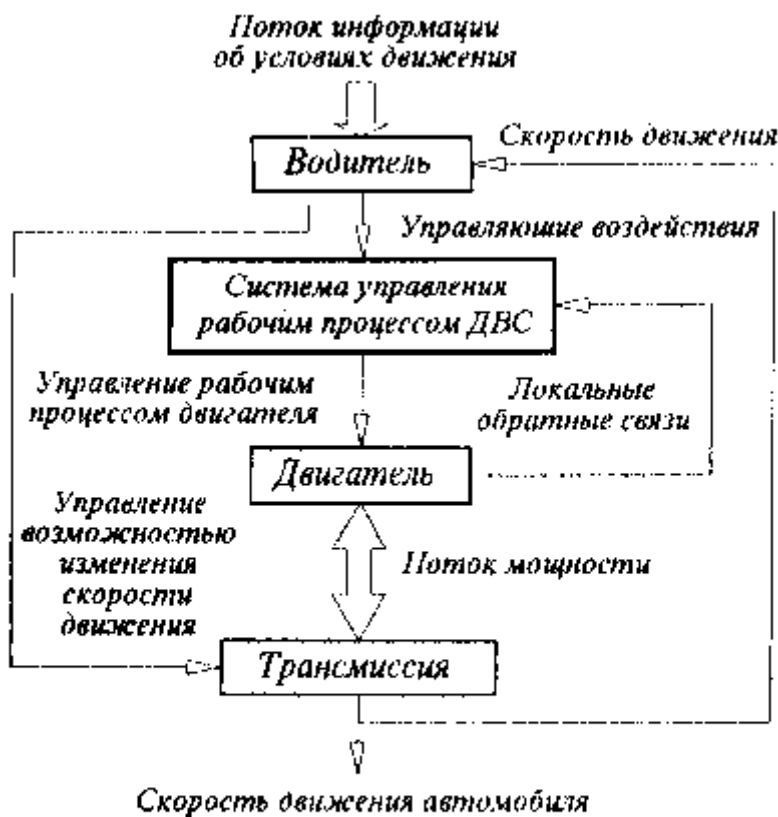 Поток информации
об условиях движения
Скорость движения
Водитель
Управляющие воздействия
Система управления
рабочим процессом ДВС
Управление рабочим
процессом двигателя
Локальные
обратные связи
Двигатель
Управление
возможностью
изменения
скорости
движения
Поток мощности
Трансмиссия
Скорость движения автомобиля